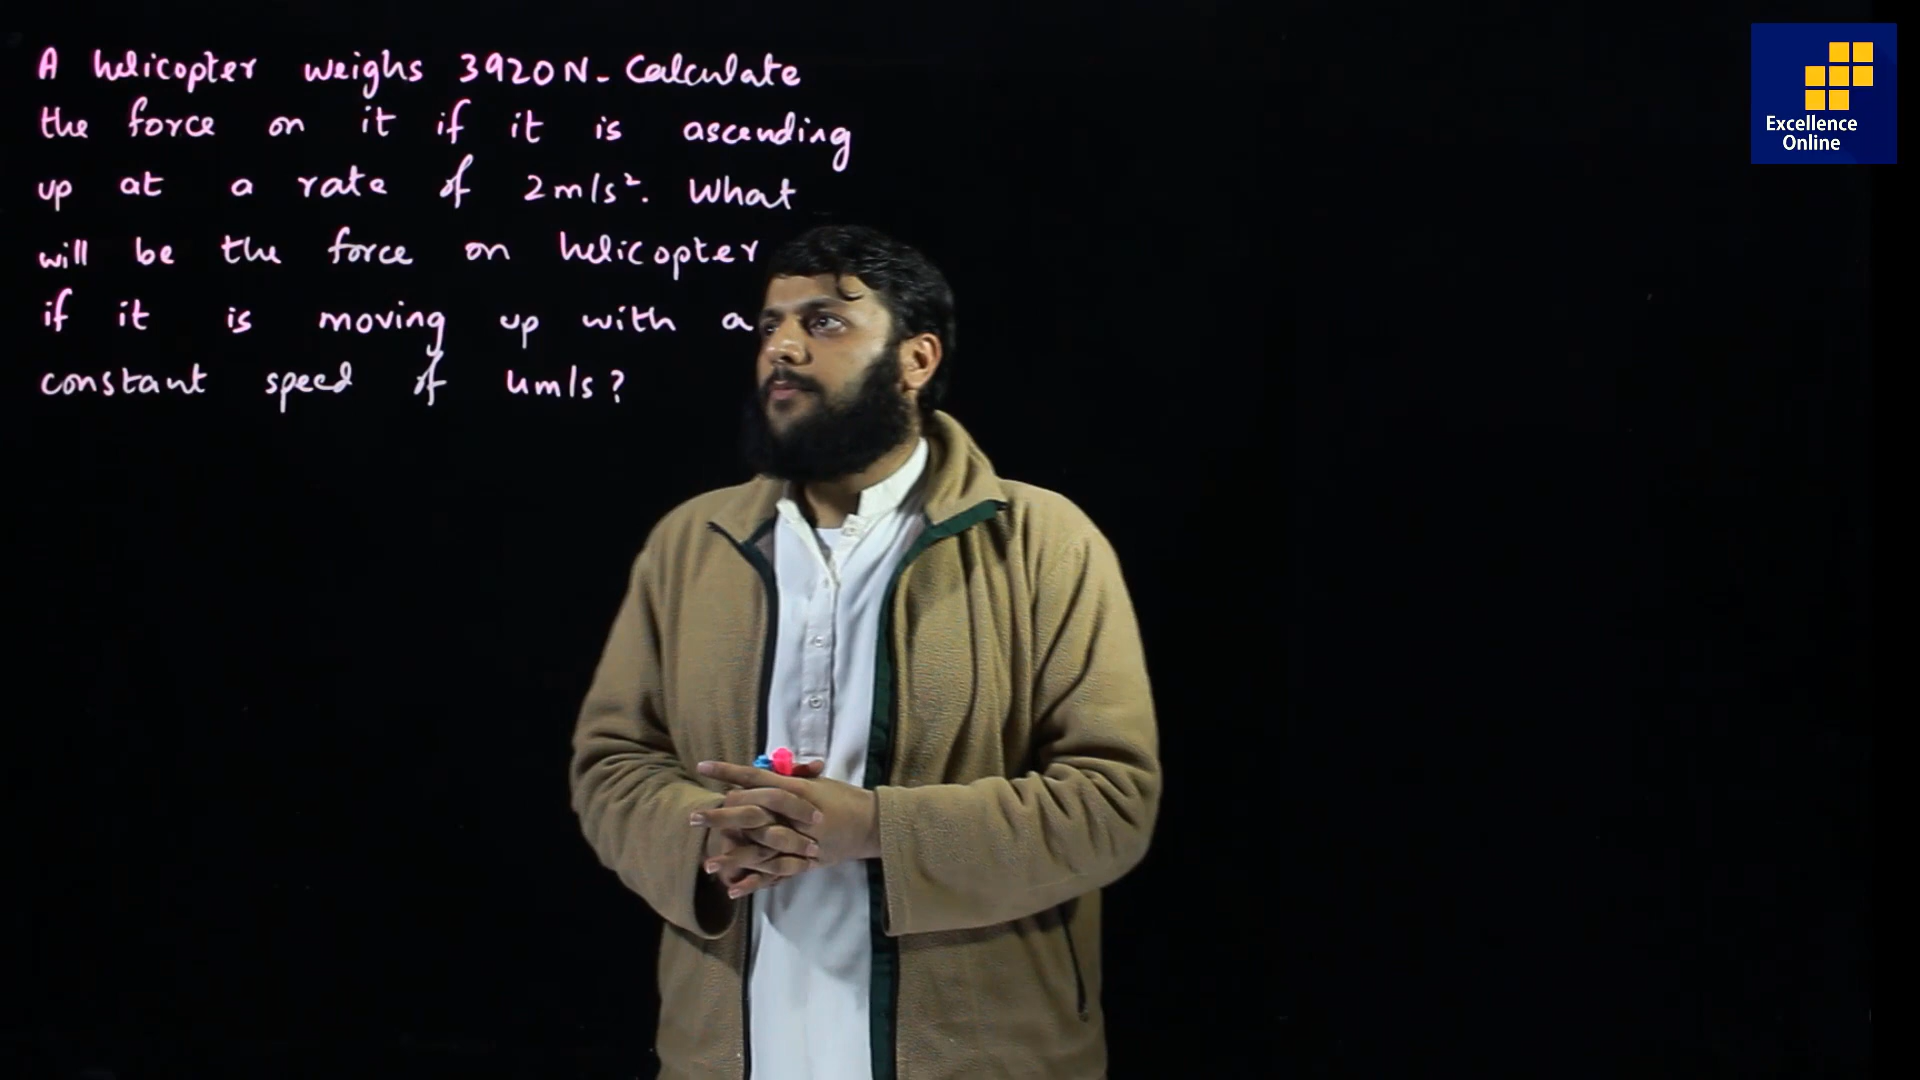 A helicopter weighs 3920N. Calculate
the force on it if it is ascending
up at a rate of 2m/s². What
will be the force on helicopter
if it is moving up with a
constant speed of 4m/s?
Excellence
Online